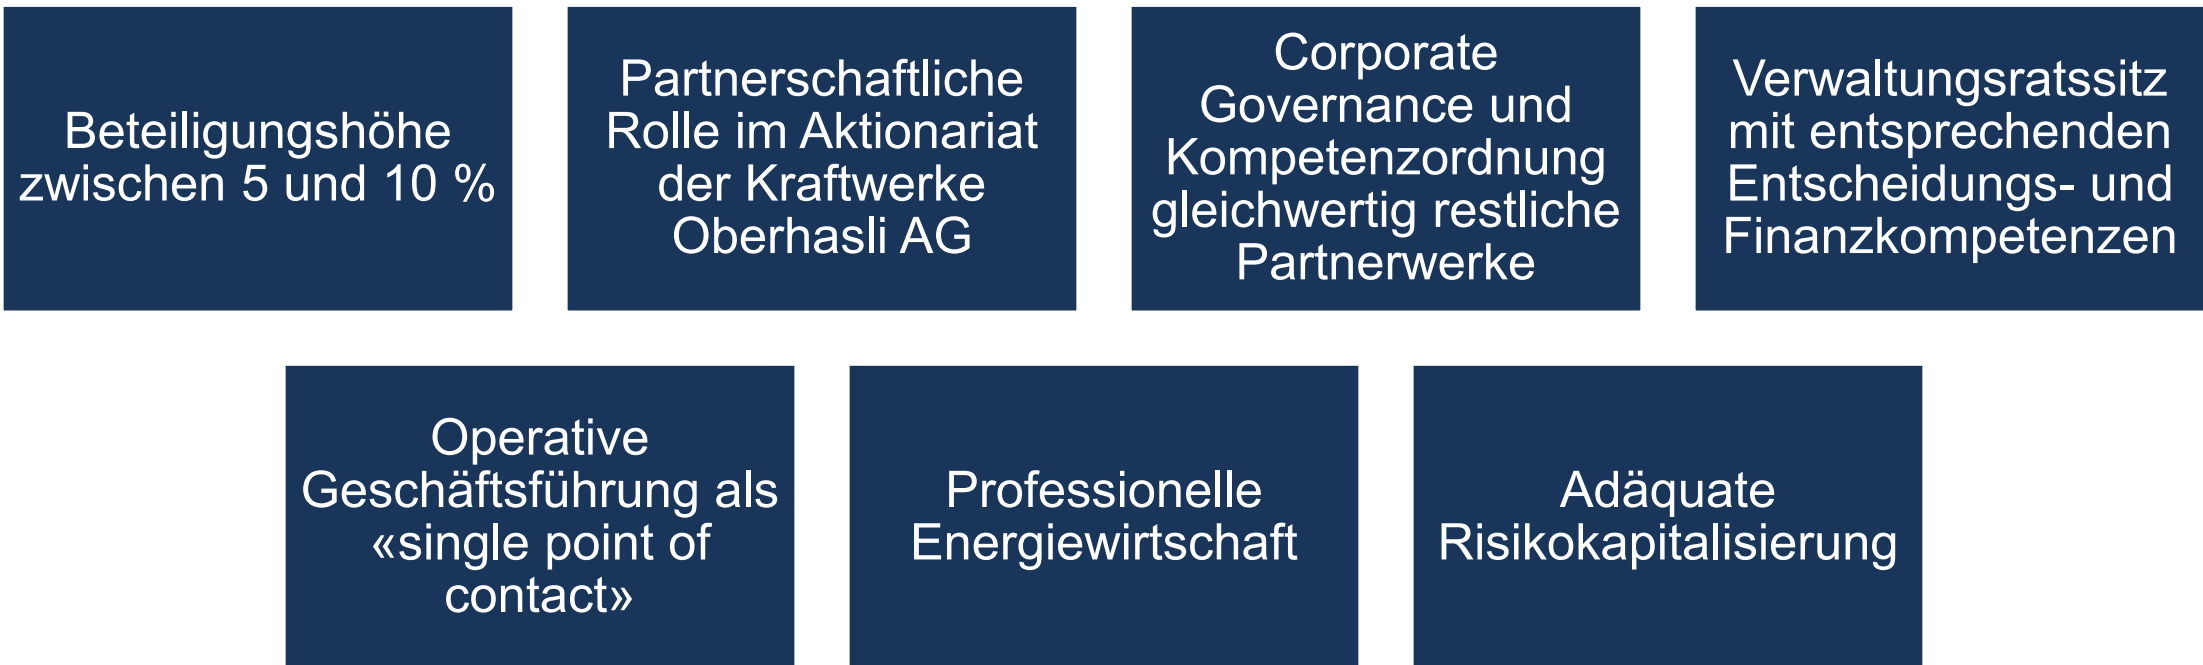 Beteiligungshöhe
zwischen 5 und 10 %
Partnerschaftliche
Rolle im Aktionariat
der Kraftwerke
Oberhasli AG
Corporate
Governance und
Kompetenzordnung
gleichwertig restliche
Partnerwerke
Verwaltungsratssitz
mit entsprechenden
Entscheidungs- und
Finanzkompetenzen
Operative
Geschäftsführung als
«single point of
contact»
Professionelle
Energiewirtschaft
Adäquate
Risikokapitalisierung